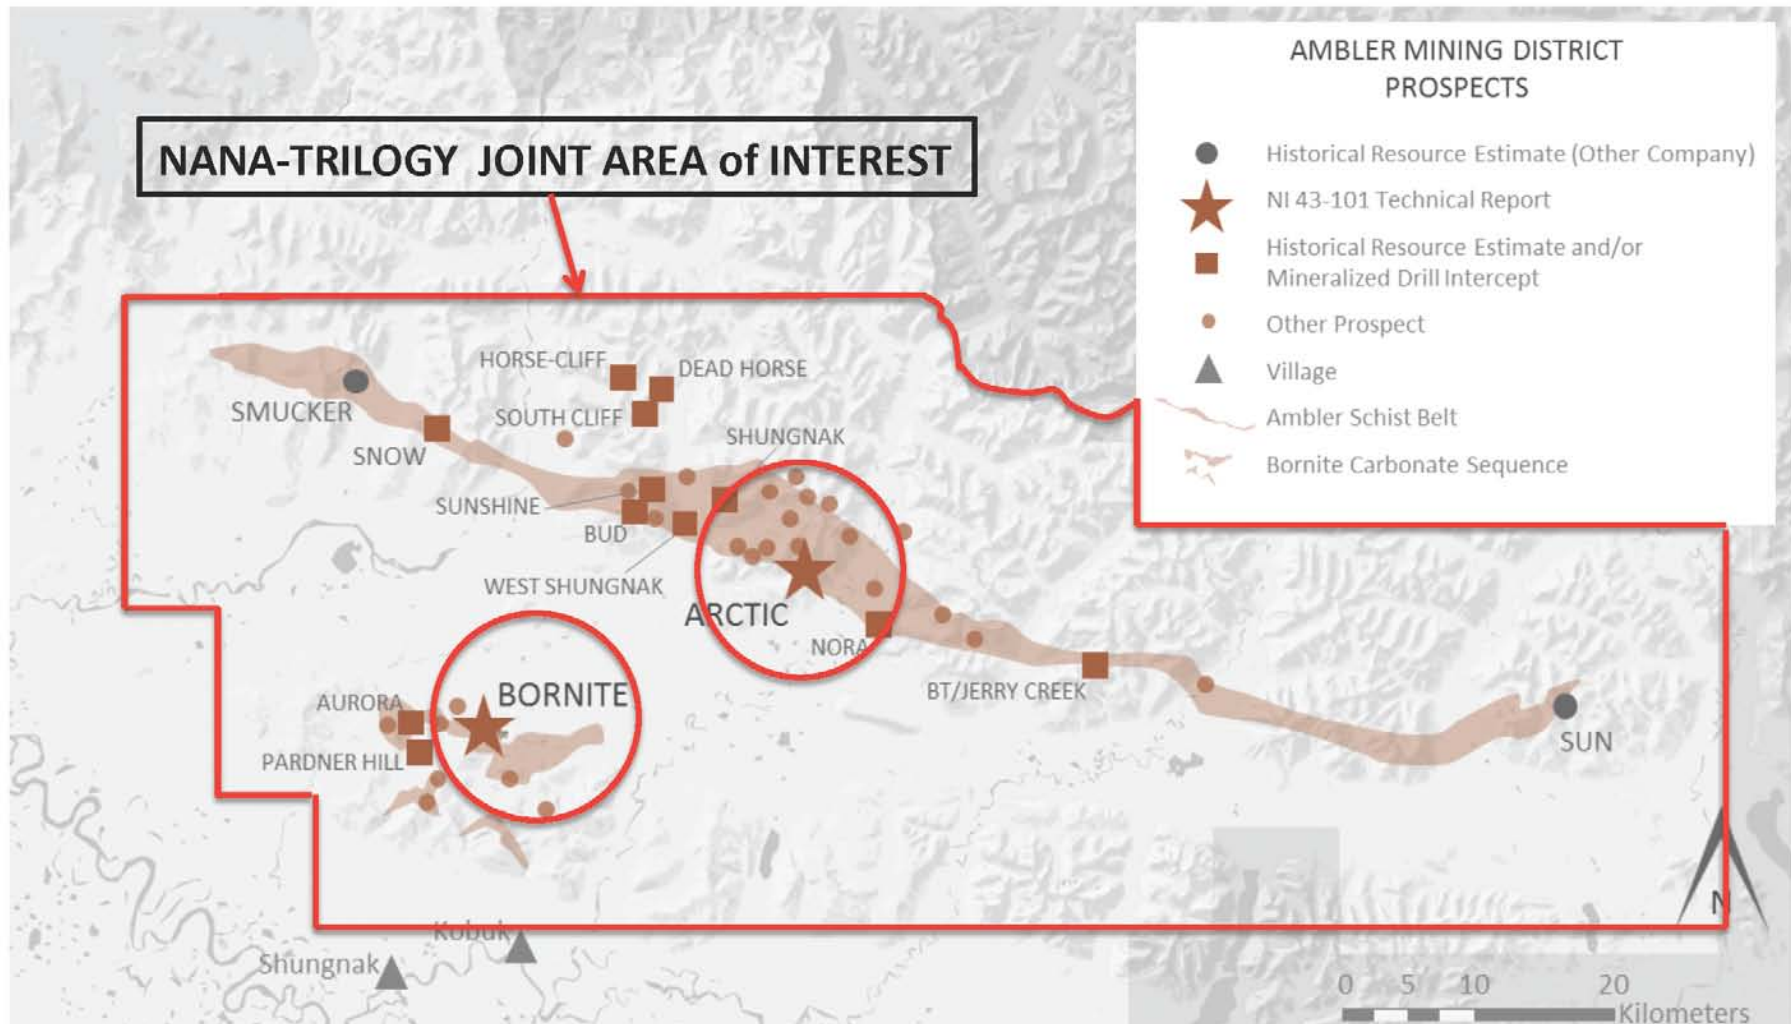 AMBLER MINING DISTRICT
PROSPECTS
NANA-TRILOGY JOINT AREA of INTEREST
Historical Resource Estimate (Other Company)
NI 43-101 Technical Report
Historical Resource Estimate and/or
Mineralized Drill Intercept
Other Prospect
Village
Ambler Schist Belt
Bornite Carbonate Sequence
HORSE-CLIFF
DEAD HORSE
SMUCKER
SOUTH CLIFF
SHUNGNAK
SNOW
SUNSHINE
BUD
WEST SHUNGNAK
ARCTIC
NORA
BT/JERRY CREEK
AURORA
BORNITE
PARDNER HILL
SUN
N
Kobuk
Shungnak
0 5 10 20
Kilometers